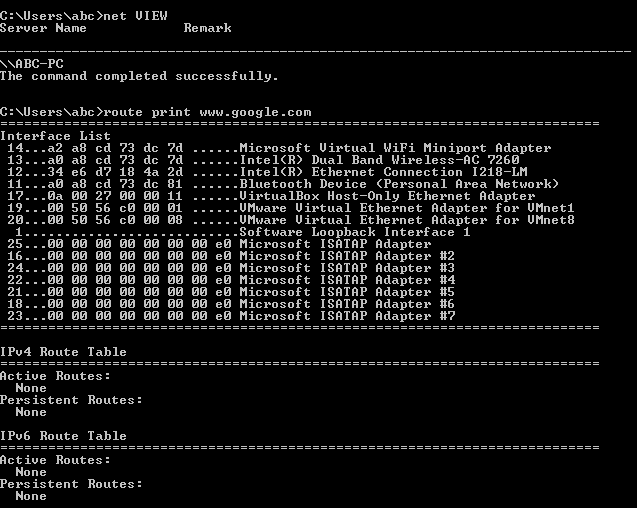 C:\Users\abc>net VIEW
Server Name            Remark
-------------------------------------------------------------------------------
\\ABC-PC
The command completed successfully.
C:\Users\abc>route print www.google.com
===========================================================================
Interface List
 14...a2 a8 cd 73 dc 7d ......Microsoft Virtual WiFi Miniport Adapter
 13...a0 a8 cd 73 dc 7d ......Intel(R) Dual Band Wireless-AC 7260
 12...34 e6 d7 18 4a 2d ......Intel(R) Ethernet Connection I218-LM
 11...a0 a8 cd 73 dc 81 ......Bluetooth Device (Personal Area Network)
 17...0a 00 27 00 00 11 ......VirtualBox Host-Only Ethernet Adapter
 19...00 50 56 c0 00 01 ......VMware Virtual Ethernet Adapter for VMnet1
 20...00 50 56 c0 00 08 ......VMware Virtual Ethernet Adapter for VMnet8
  1...........................Software Loopback Interface 1
 25...00 00 00 00 00 00 00 e0 Microsoft ISATAP Adapter
 16...00 00 00 00 00 00 00 e0 Microsoft ISATAP Adapter #2
 24...00 00 00 00 00 00 00 e0 Microsoft ISATAP Adapter #3
 22...00 00 00 00 00 00 00 e0 Microsoft ISATAP Adapter #4
 21...00 00 00 00 00 00 00 e0 Microsoft ISATAP Adapter #5
 18...00 00 00 00 00 00 00 e0 Microsoft ISATAP Adapter #6
 23...00 00 00 00 00 00 00 e0 Microsoft ISATAP Adapter #7
===========================================================================
IPv4 Route Table
===========================================================================
Active Routes:
  None
Persistent Routes:
  None
IPv6 Route Table
===========================================================================
Active Routes:
  None
Persistent Routes:
  None